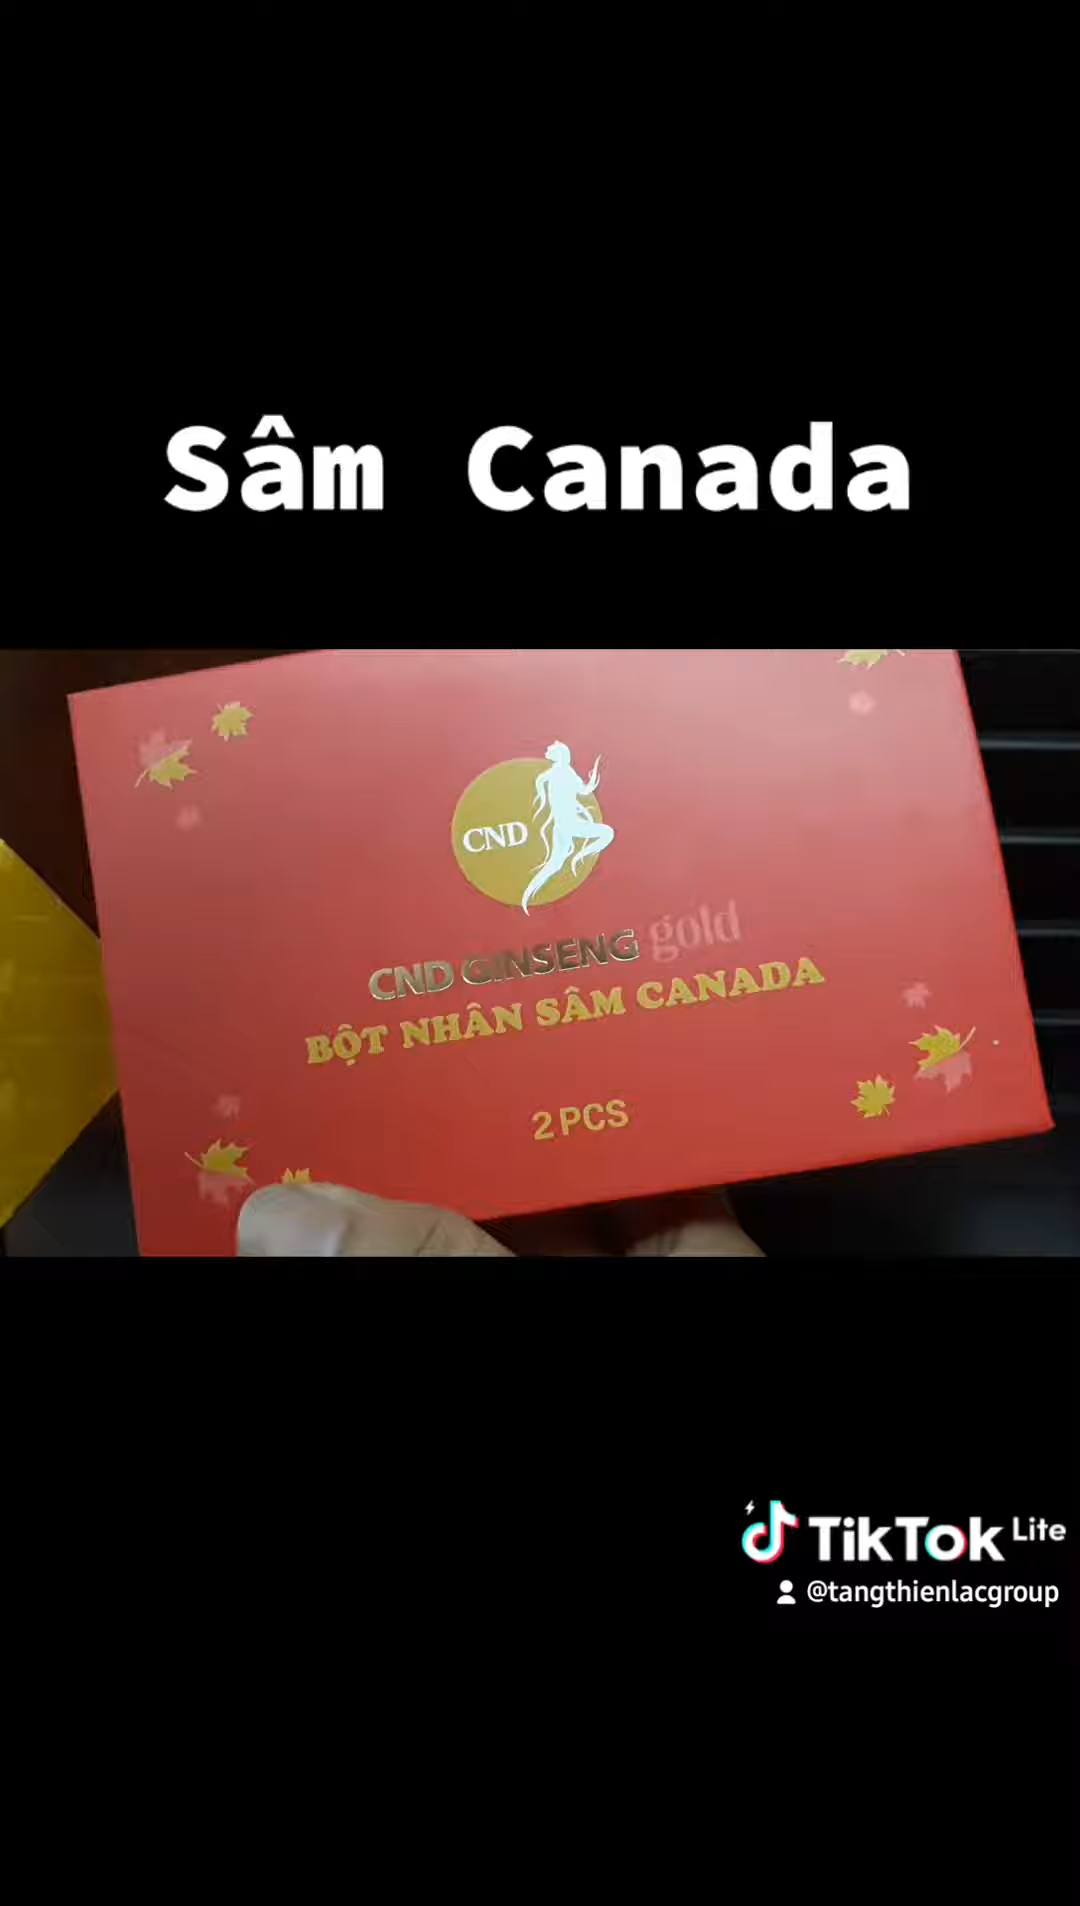 Sâm Canada
CND
CND GINSENG gold
BỘT NHÂN SÂM CANADA
2 PCS
TikTok Lite
@tangthienlacgroup